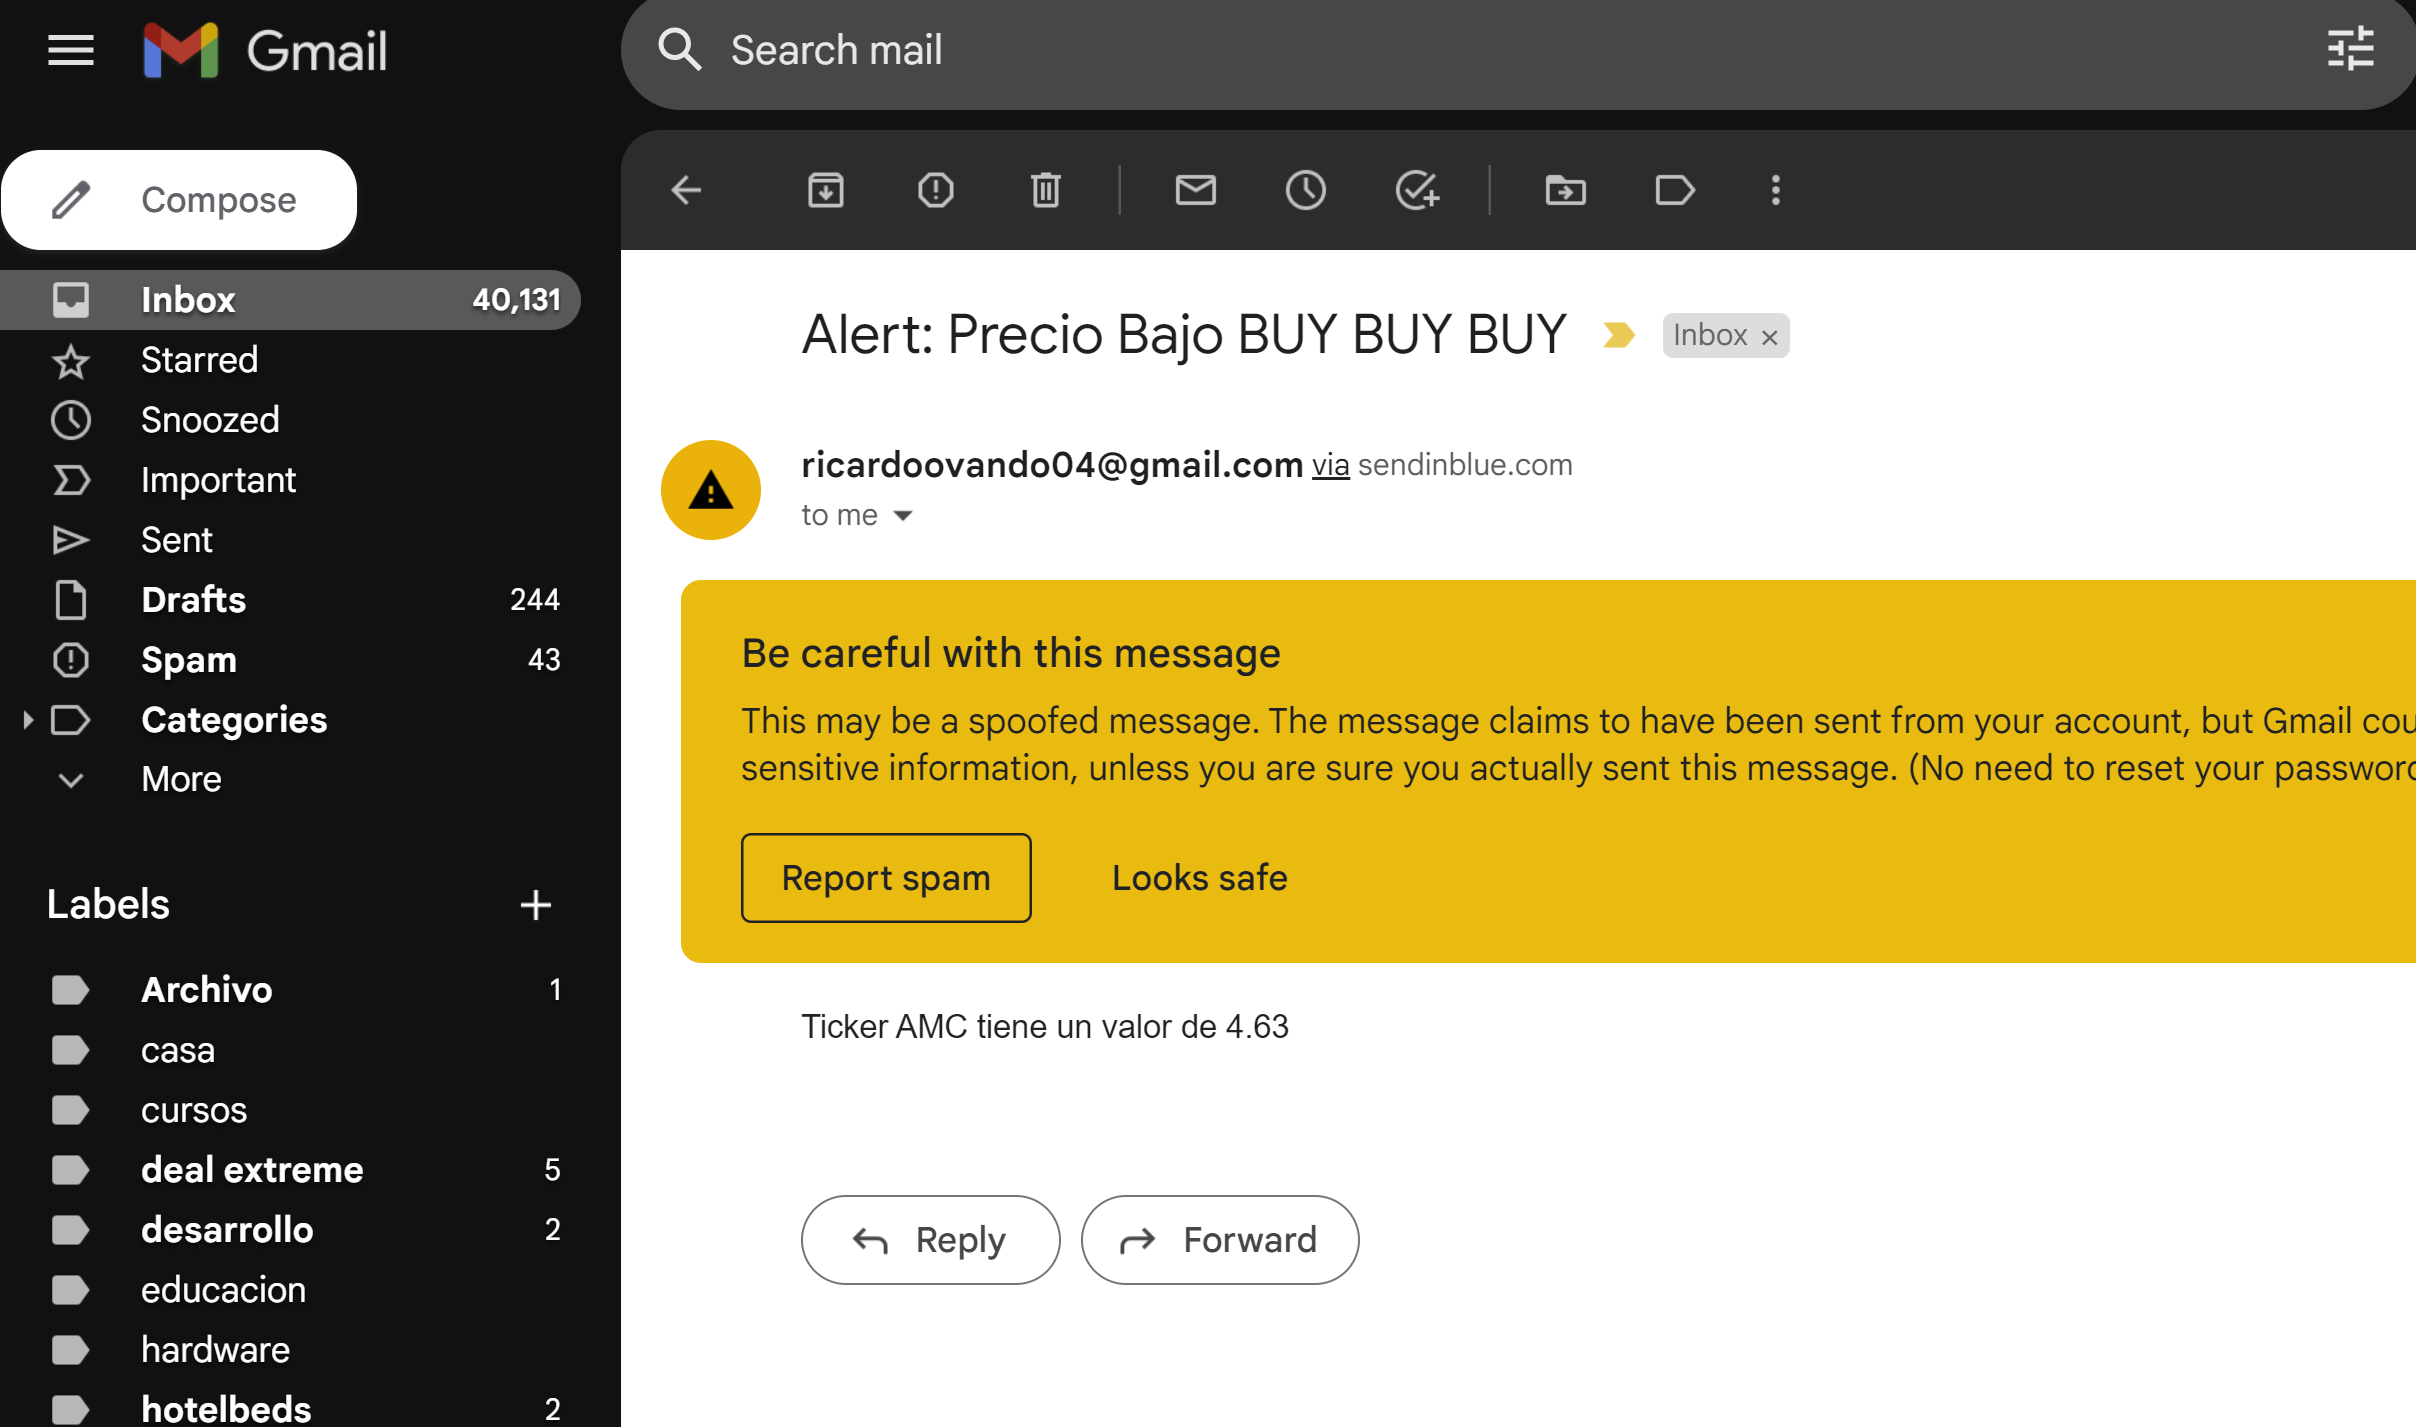 Gmail
Search mail
Compose
Inbox 40,131
Starred
Snoozed
Important
Sent
Drafts 244
Spam 43
Categories
More
Labels
Archivo 1
casa
cursos
deal extreme 5
desarrollo 2
educacion
hardware
hotelbeds 2
Alert: Precio Bajo BUY BUY BUY Inbox
ricardoovando04@gmail.com via sendinblue.com
to me
Be careful with this message
This may be a spoofed message. The message claims to have been sent from your account, but Gmail
sensitive information, unless you are sure you actually sent this message. (No need to reset your
Report spam Looks safe
Ticker AMC tiene un valor de 4.63
Reply Forward